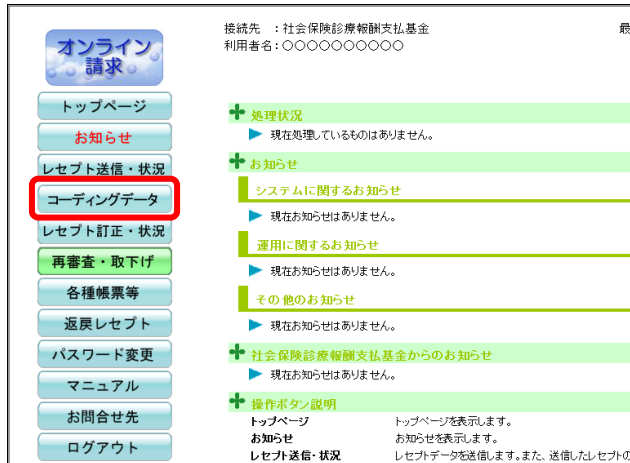 オンライン
請求
トップページ
お知らせ
レセプト送信・状況
コーディングデータ
レセプト訂正・状況
再審査・取下げ
各種帳票等
返戻レセプト
パスワード変更
マニュアル
お問合せ先
ログアウト
接続先 ：社会保険診療報酬支払基金
最
利用者名：○○○○○○○○○○
処理状況
現在処理しているものはありません。
お知らせ
システムに関するお知らせ
現在お知らせはありません。
運用に関するお知らせ
現在お知らせはありません。
その他のお知らせ
現在お知らせはありません。
社会保険診療報酬支払基金からのお知らせ
現在お知らせはありません。
操作ボタン説明
トップページ トップページを表示します。
お知らせ お知らせを表示します。
レセプト送信・状況 レセプトデータを送信します。また、送信したレセプトの